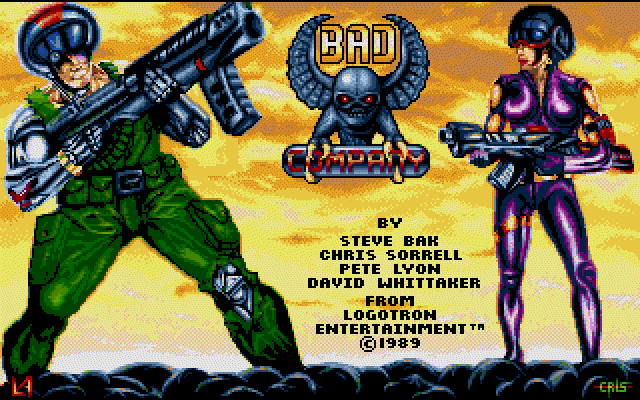 BAD
COMPANY
BY
STEVE BAK
CHRIS SORRELL
PETE LYON
DAVID WHITTAKER
FROM
LOGOTRON
ENTERTAINMENT™
©1989
CRIS